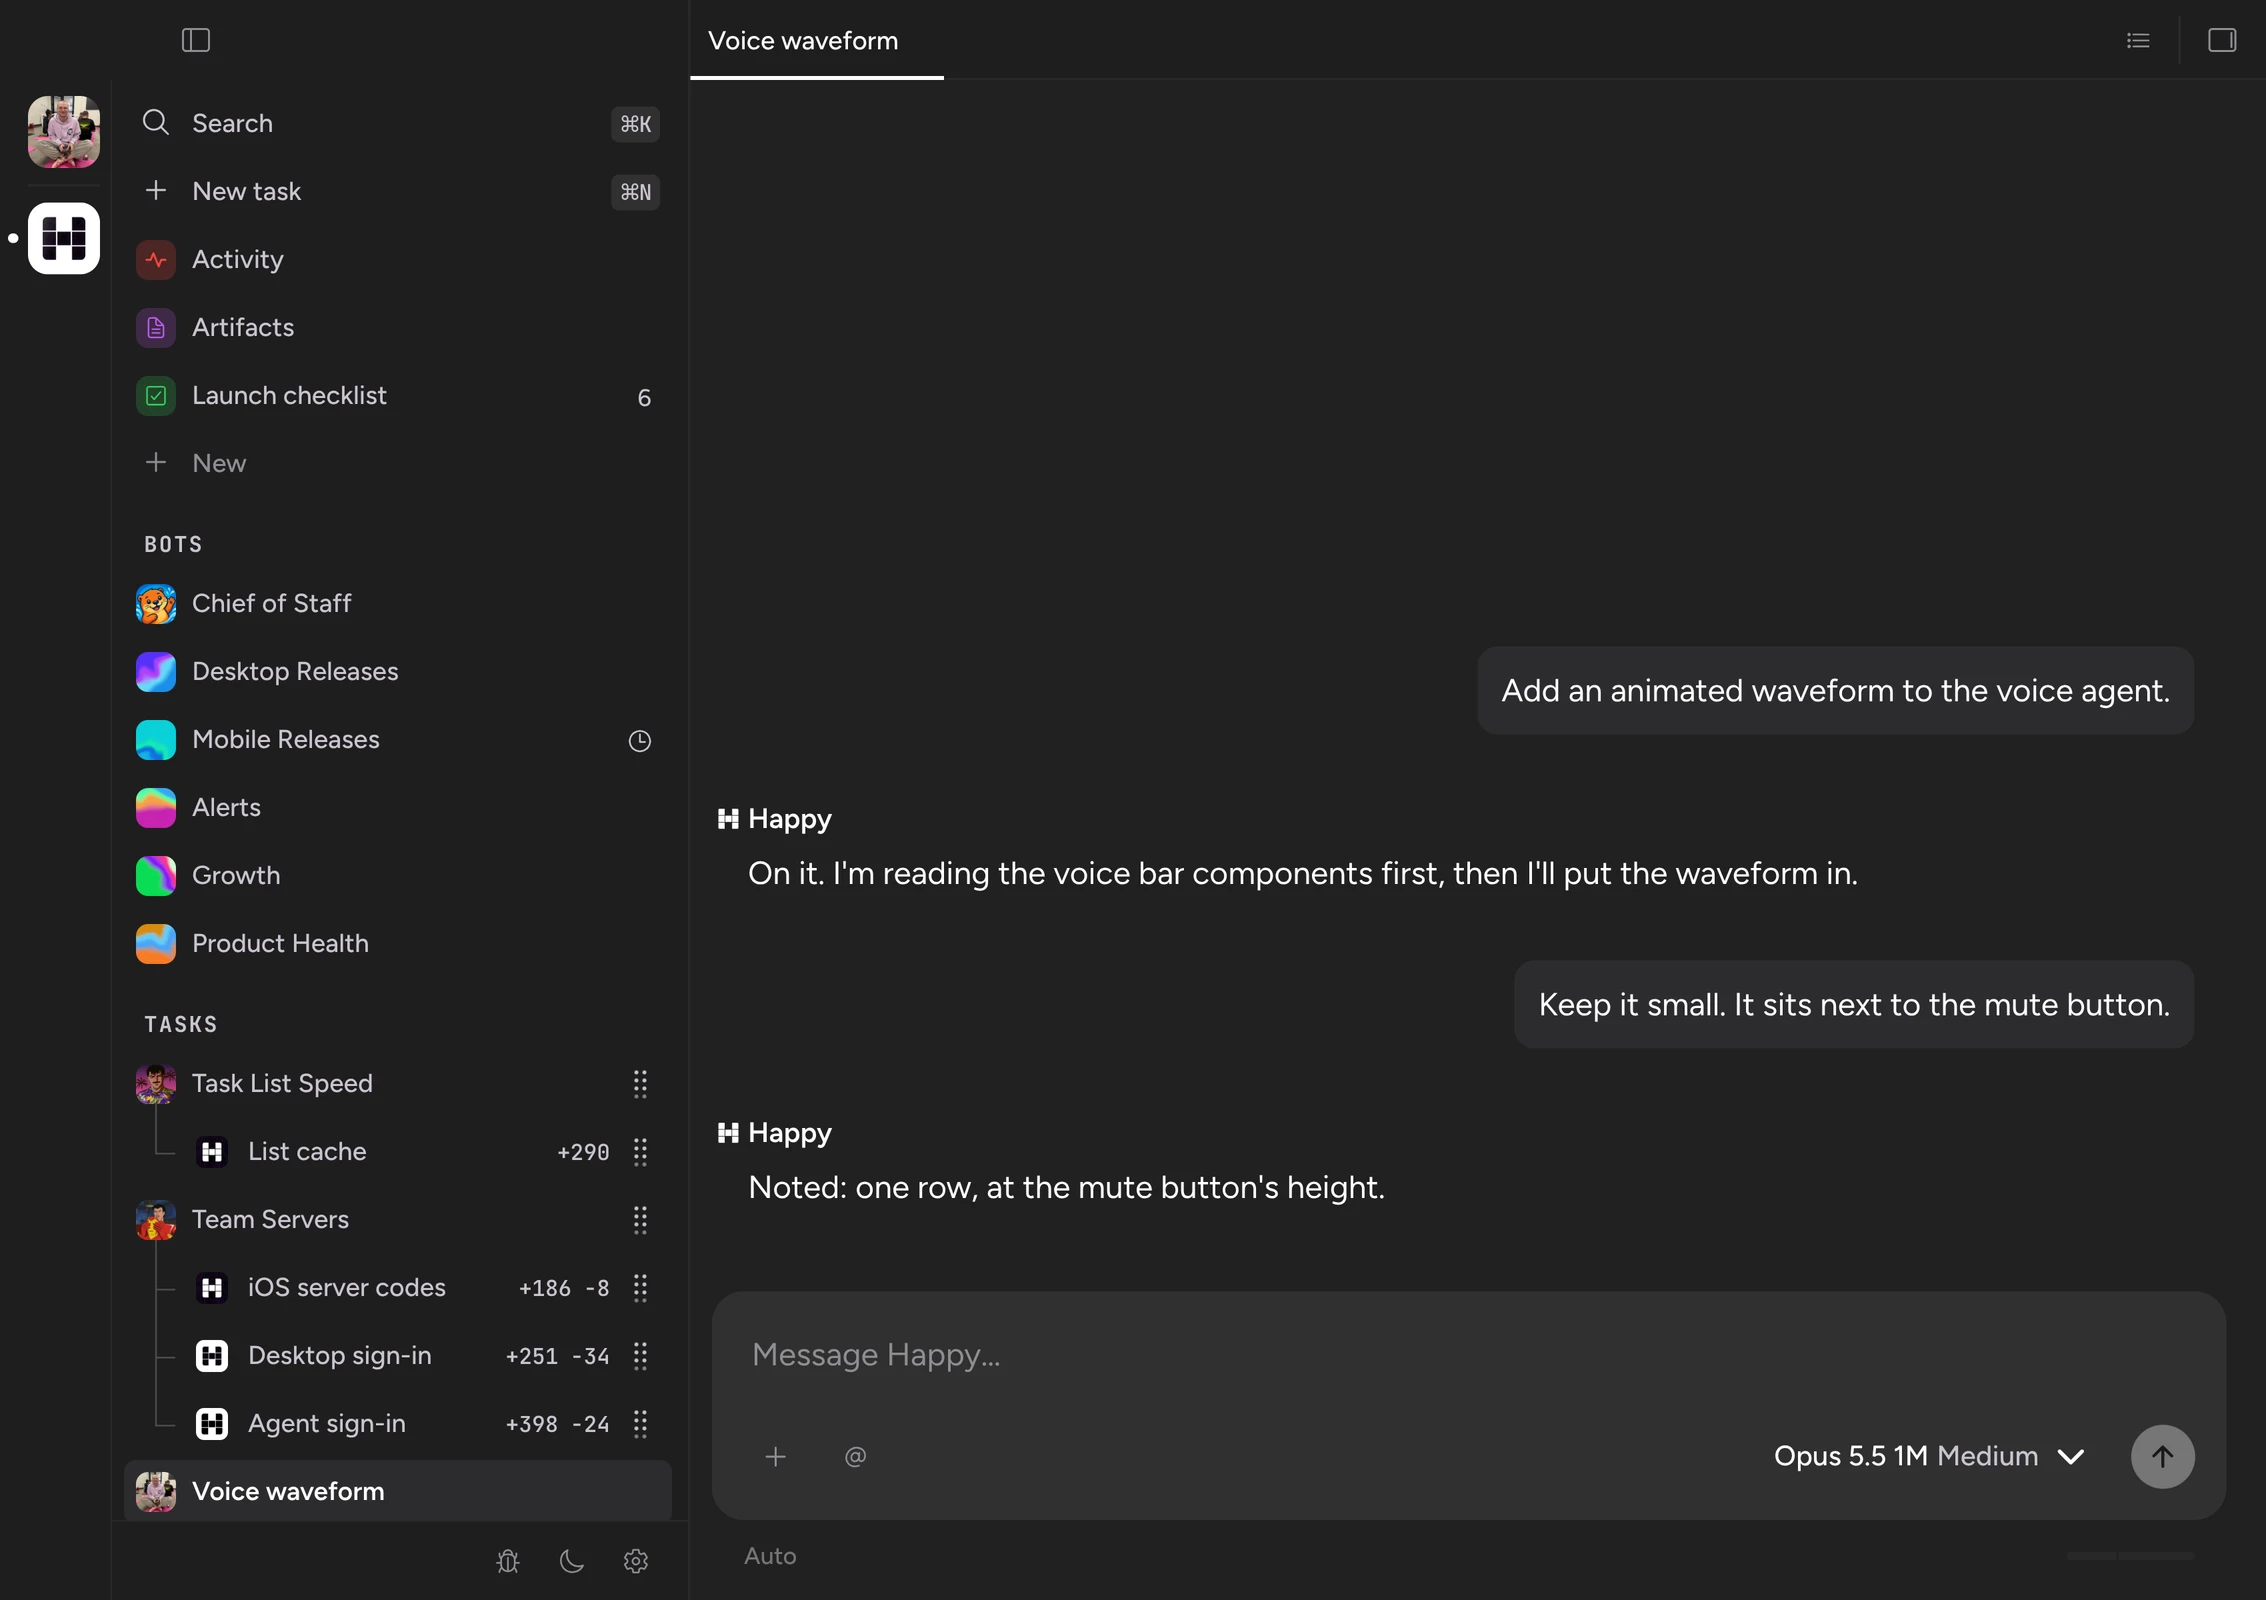 Voice waveform
Search ⌘K
New task ⌘N
Activity
Artifacts
Launch checklist 6
New
BOTS
Chief of Staff
Desktop Releases
Mobile Releases
Alerts
Growth
Product Health
TASKS
Task List Speed
List cache +290
Team Servers
iOS server codes +186 -8
Desktop sign-in +251 -34
Agent sign-in +398 -24
Voice waveform
Add an animated waveform to the voice agent.
Happy
On it. I'm reading the voice bar components first, then I'll put the waveform in.
Keep it small. It sits next to the mute button.
Happy
Noted: one row, at the mute button's height.
Message Happy...
@
Opus 5.5 1M Medium
Auto